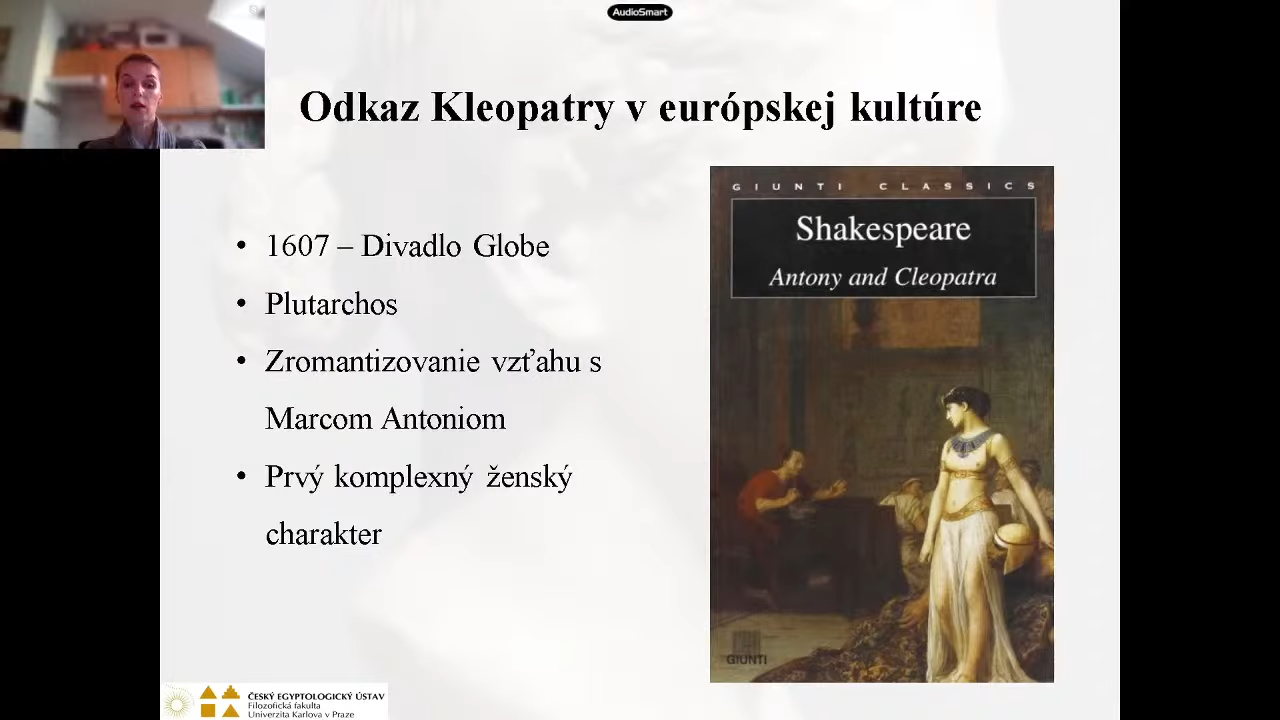 AudioSmart
Odkaz Kleopatry v európskej kultúre
• 1607 – Divadlo Globe
• Plutarchos
• Zromantizovanie vzťahu s
Marcom Antoniom
• Prvý komplexný ženský
charakter
GIUNTI CLASSICS
Shakespeare
Antony and Cleopatra
GIUNTI
ČESKÝ EGYPTOLOGICKÝ ÚSTAV
Filozofická fakulta
Univerzita Karlova v Praze